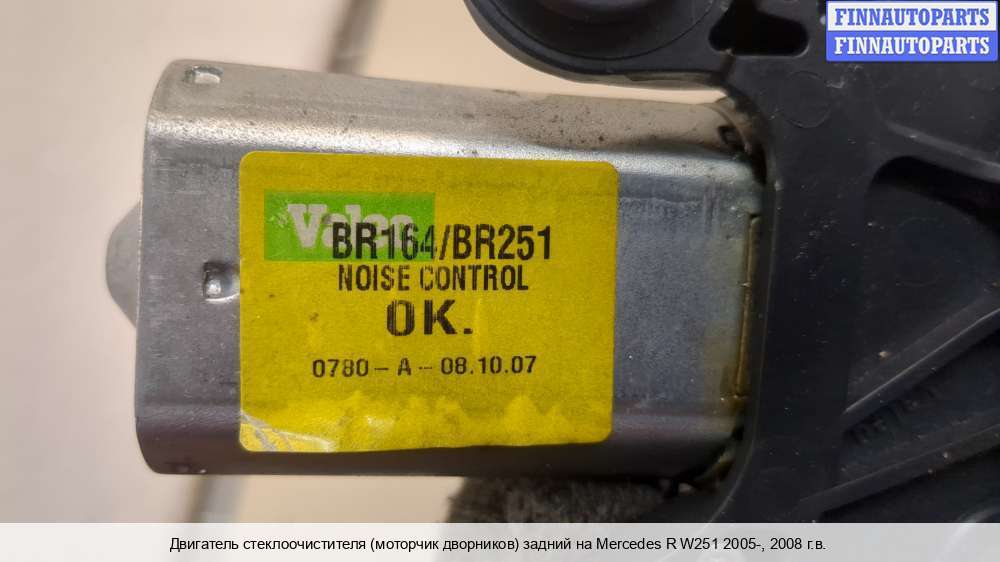 FINNAUTOPARTS
FINNAUTOPARTS
Valeo
BR164/BR251
NOISE CONTROL
OK.
0780-A-08.10.07
Двигатель стеклоочистителя (моторчик дворников) задний на Mercedes R W251 2005-, 2008 г.в.